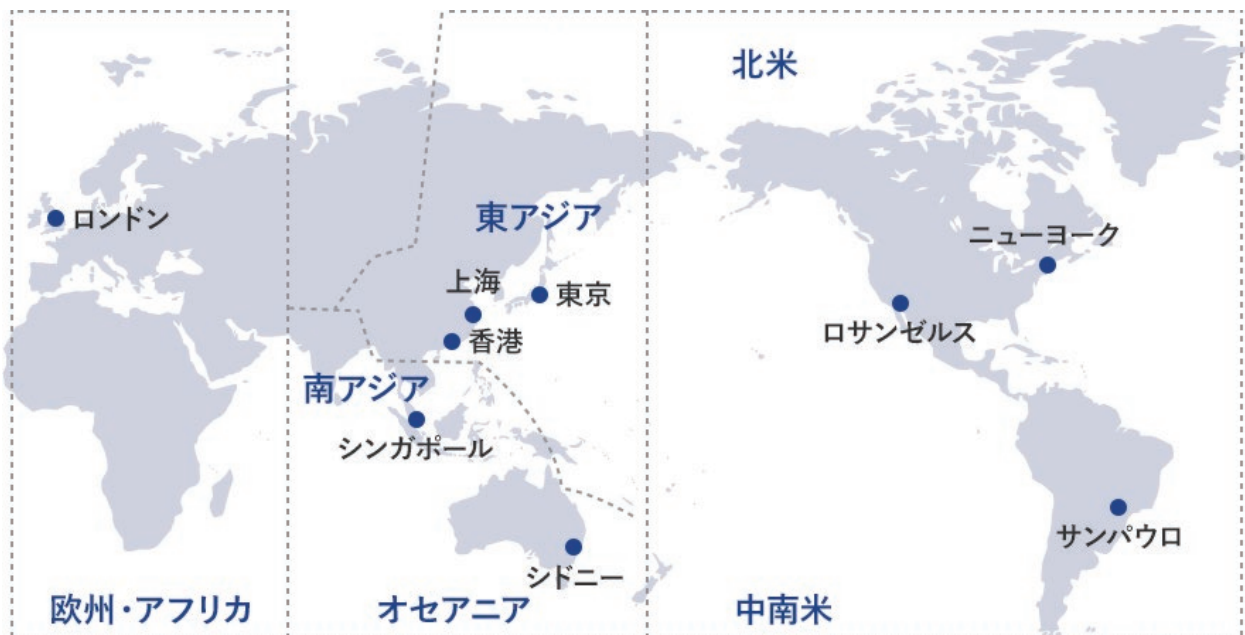 北米
ロンドン
東アジア
ニューヨーク
上海
東京
ロサンゼルス
香港
南アジア
シンガポール
サンパウロ
シドニー
欧州・アフリカ
オセアニア
中南米